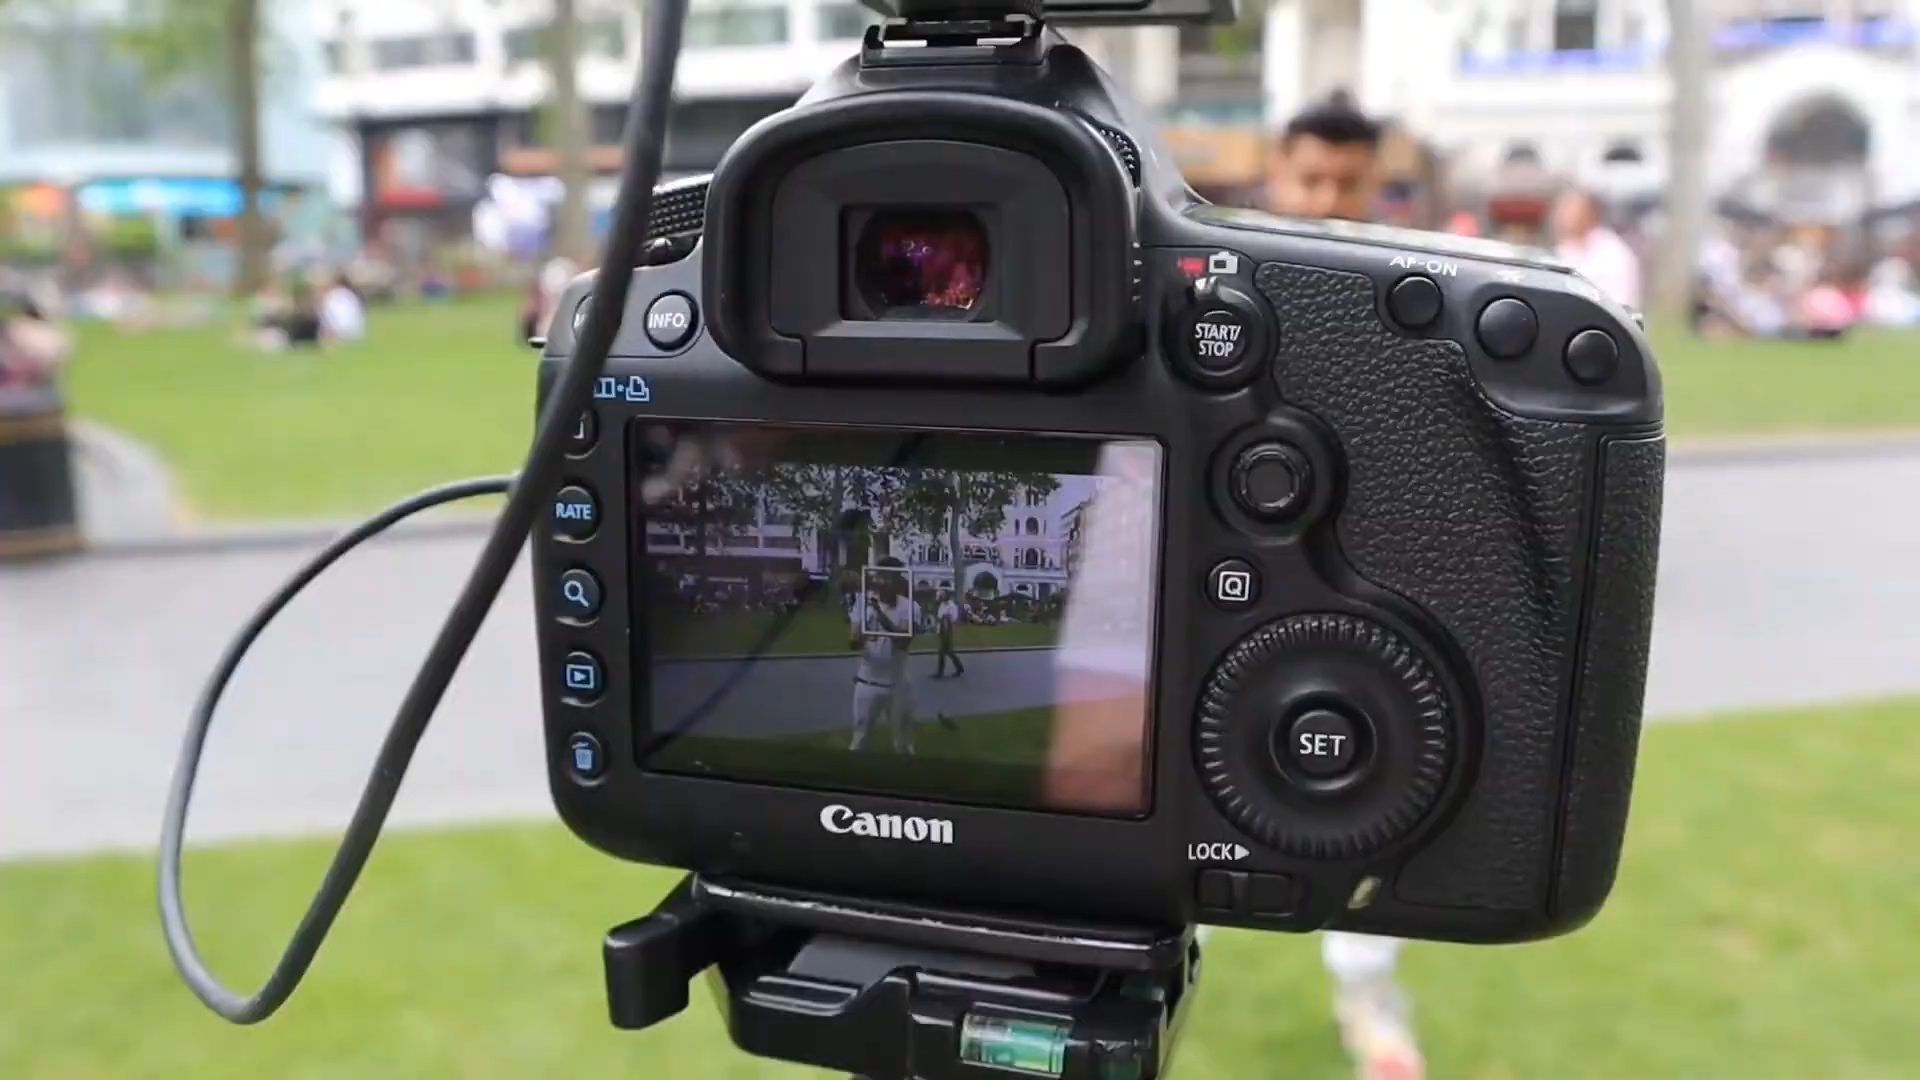 AF-ON
INFO.
START/
STOP
RATE
Q
SET
Canon
LOCK